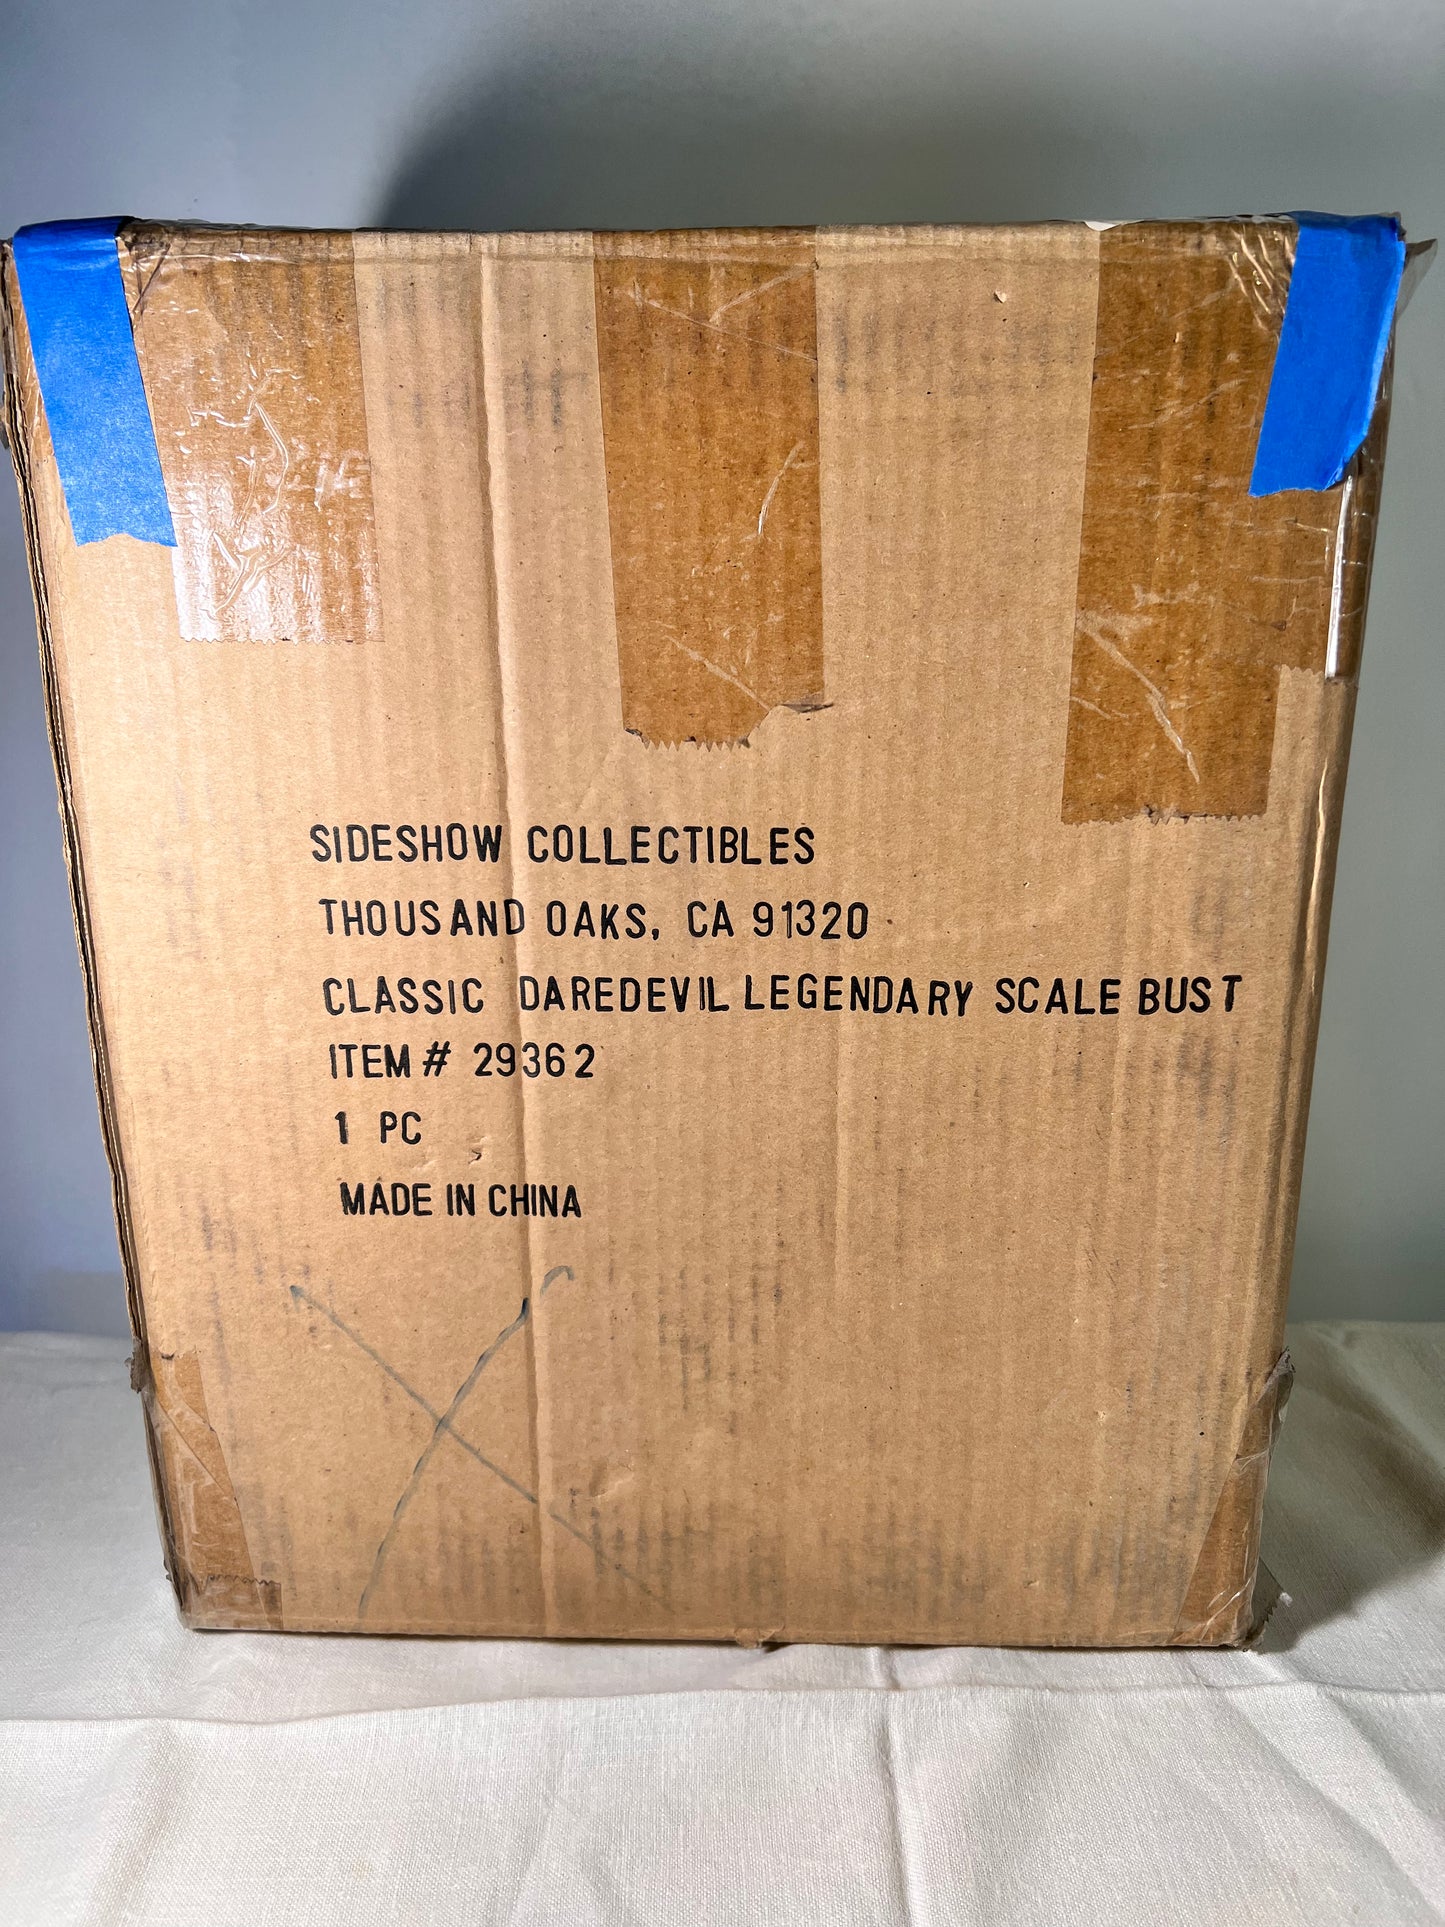 SIDESHOW COLLECTIBLES
THOUSAND OAKS, CA 91320
CLASSIC DAREDEVIL LEGENDARY SCALE BUST
ITEM # 29362
1 PC
MADE IN CHINA